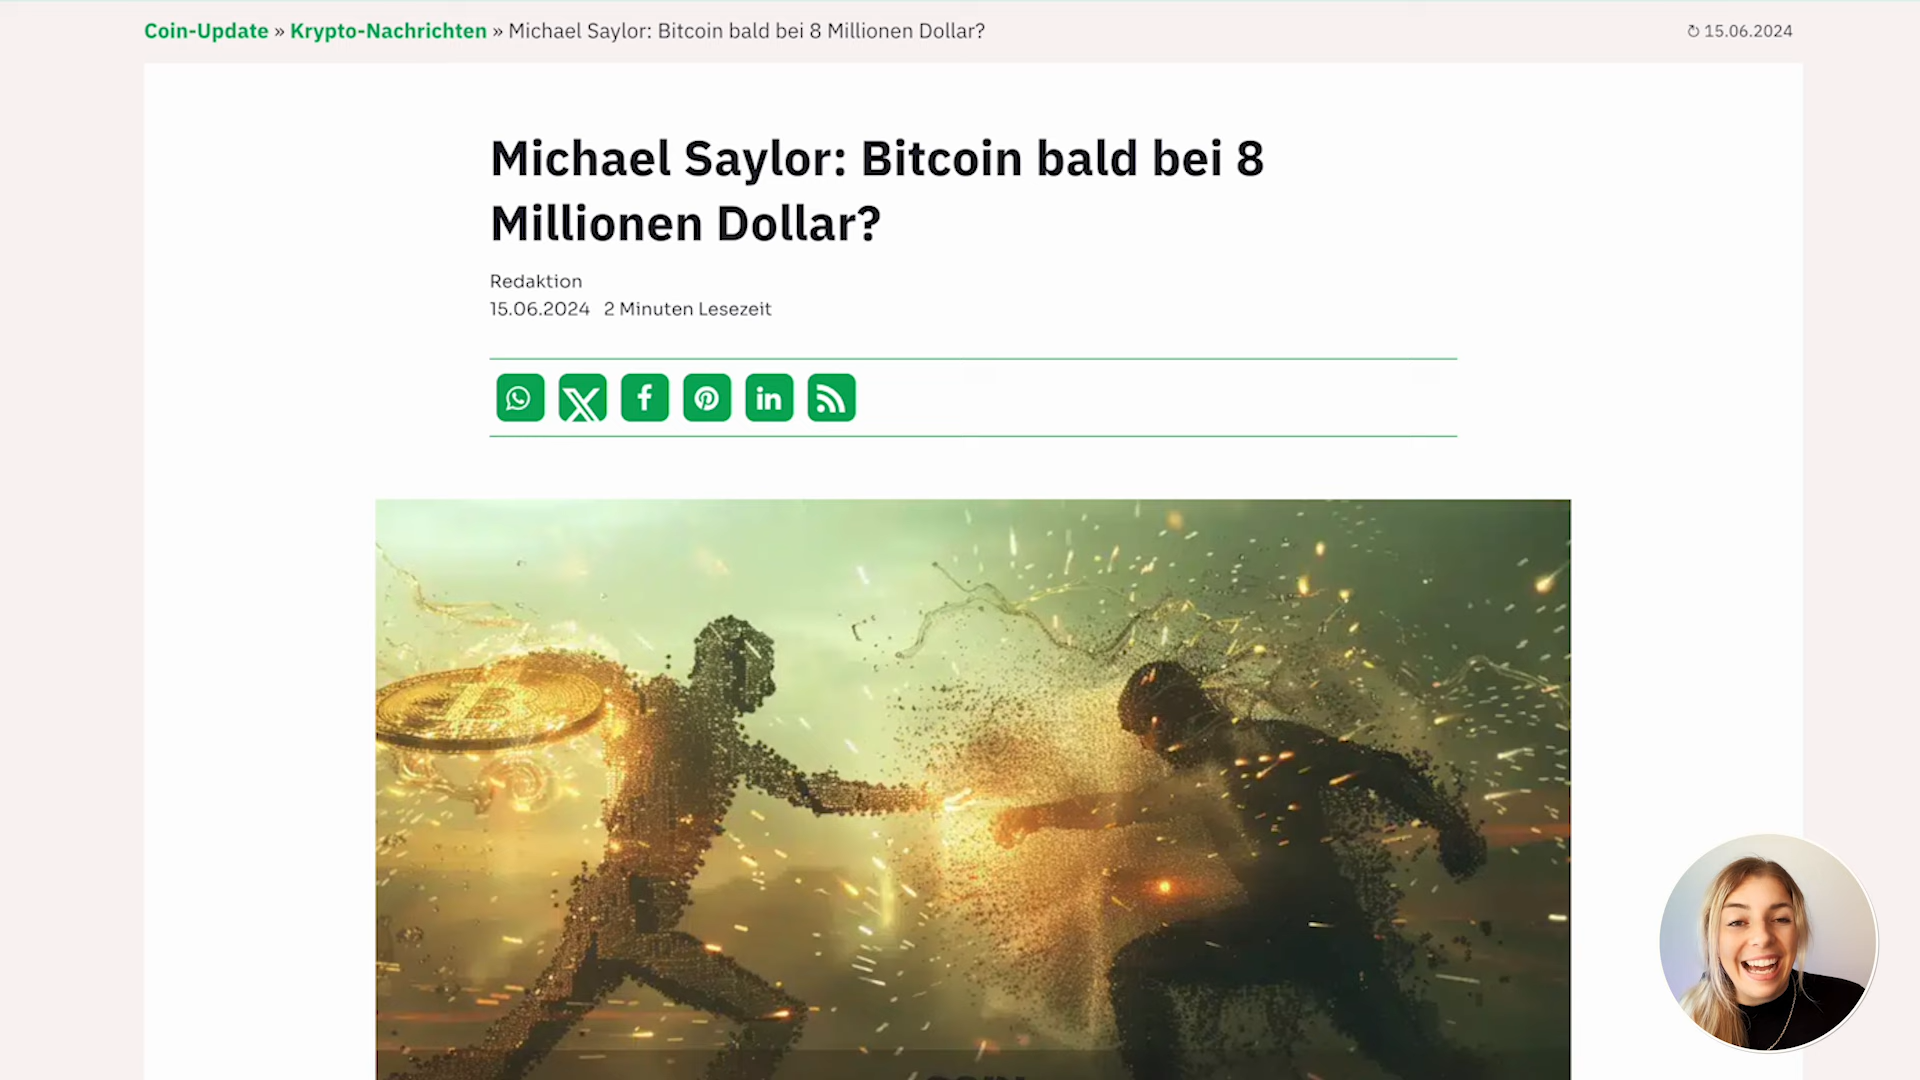 Coin-Update » Krypto-Nachrichten » Michael Saylor: Bitcoin bald bei 8 Millionen Dollar?
15.06.2024
Michael Saylor: Bitcoin bald bei 8
Millionen Dollar?
Redaktion
15.06.2024 2 Minuten Lesezeit